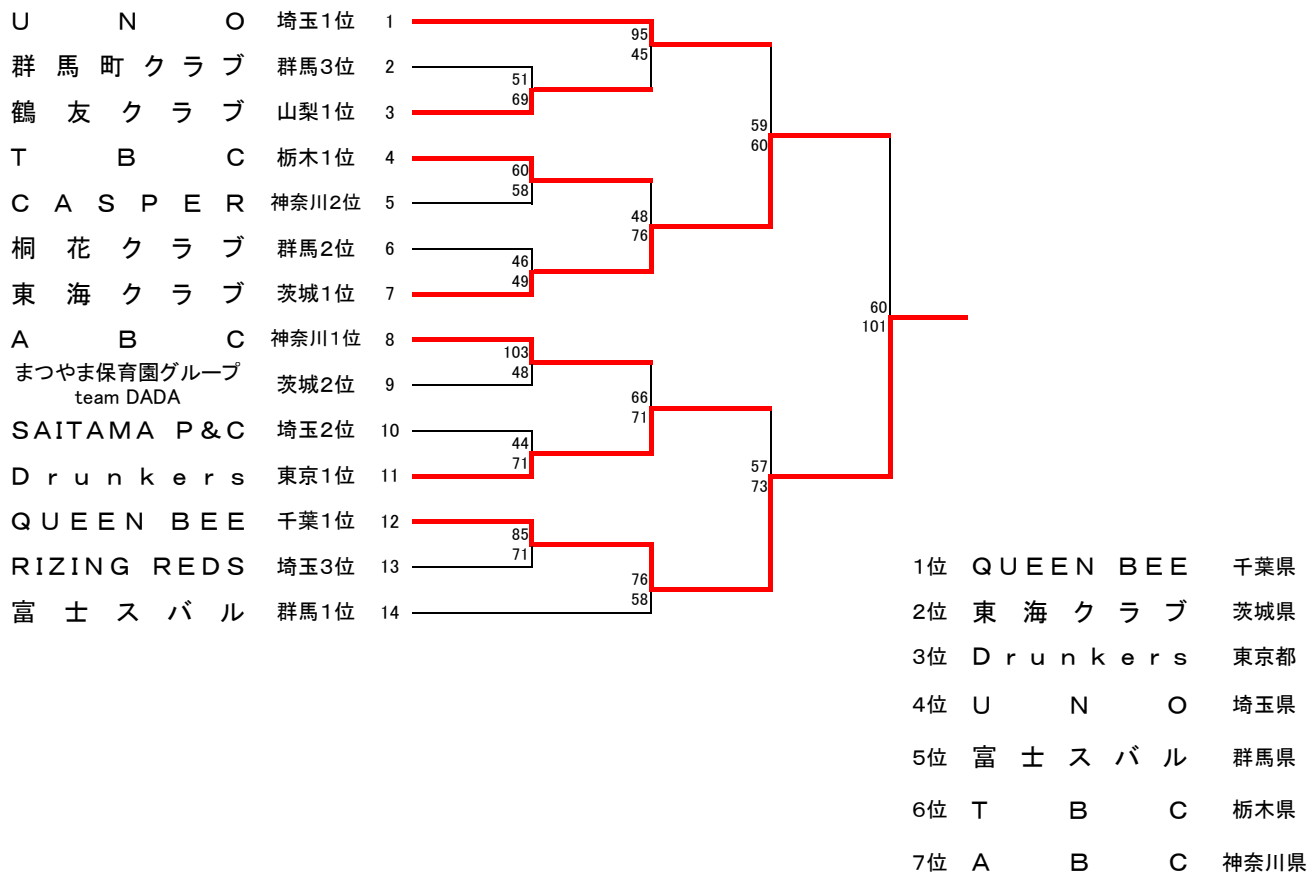 UNO 埼玉1位 1
95
45
群馬町クラブ 群馬3位 2
51
69
鶴友クラブ 山梨1位 3
59
60
TBC 栃木1位 4
60
58
CASPER 神奈川2位 5
48
76
桐花クラブ 群馬2位 6
46
49
東海クラブ 茨城1位 7
60
101
ABC 神奈川1位 8
103
48
まつやま保育園グループ
team DADA 茨城2位 9
66
71
SAITAMA P&C 埼玉2位 10
44
71
Drunkers 東京1位 11
57
73
QUEEN BEE 千葉1位 12
85
71
RIZING REDS 埼玉3位 13
76
58
富士スバル 群馬1位 14
1位 QUEEN BEE 千葉県
2位 東海クラブ 茨城県
3位 Drunkers 東京都
4位 UNO 埼玉県
5位 富士スバル 群馬県
6位 TBC 栃木県
7位 ABC 神奈川県